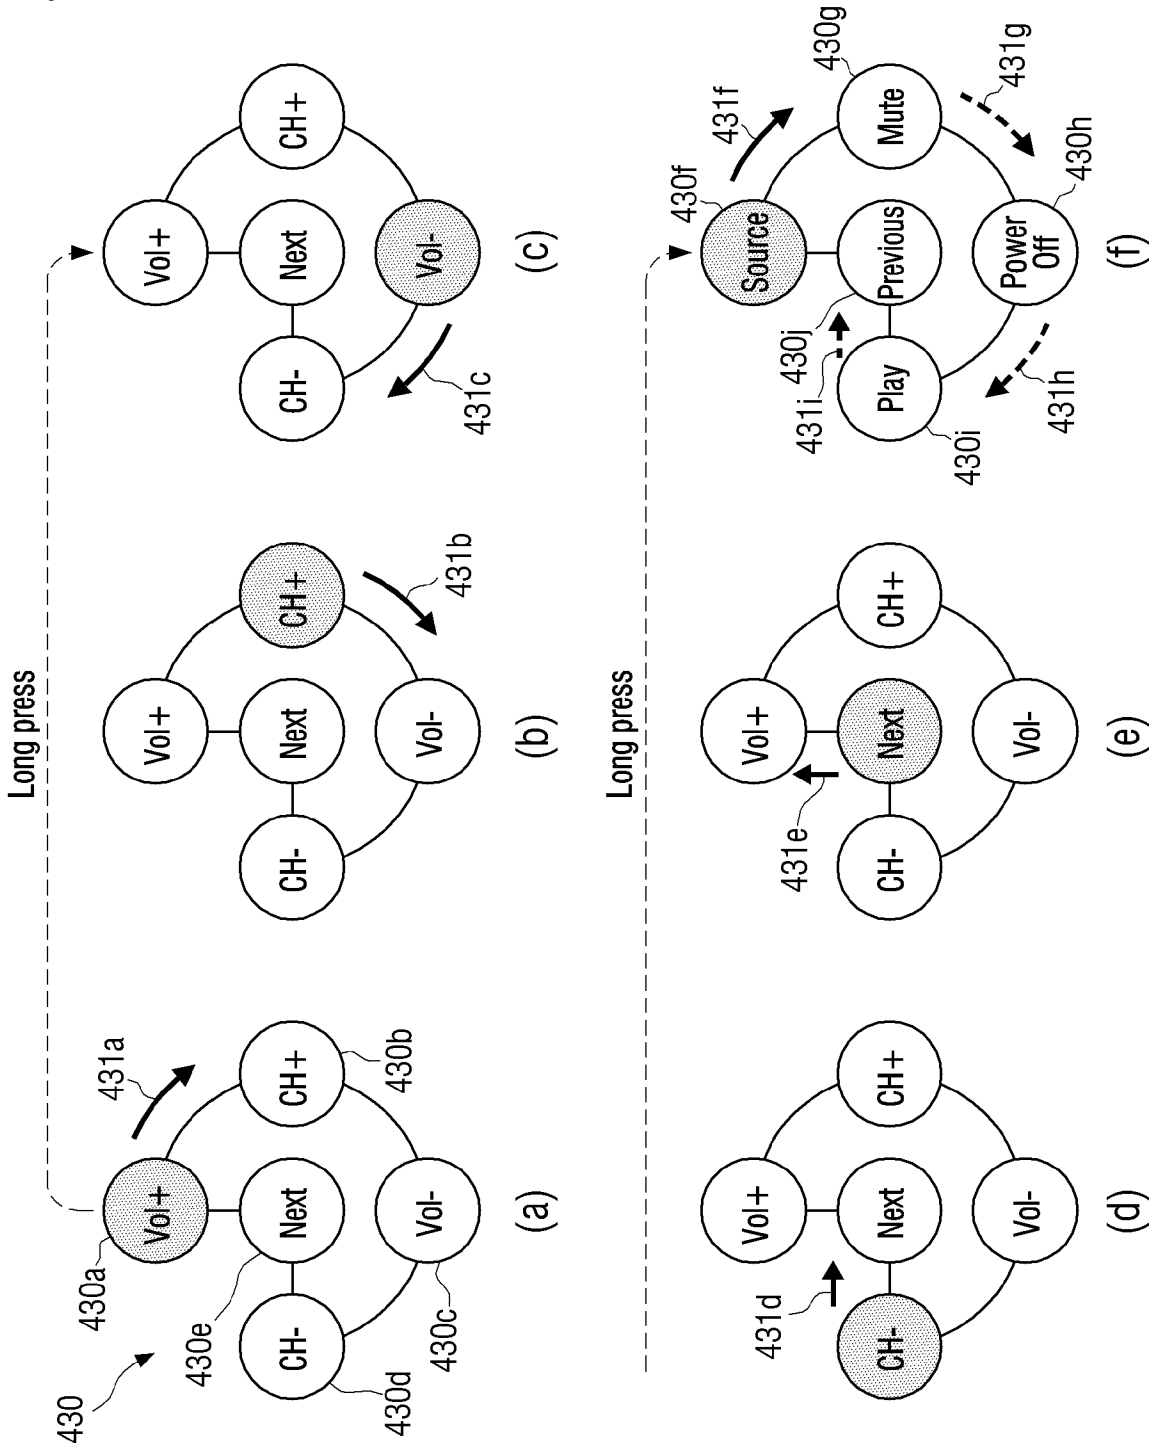 Long press
430
430a
Vol+
431a
CH+
430b
Next
430e
CH-
430d
Vol-
430c
(a)
Vol+
CH+
431b
Next
CH-
Vol-
(b)
Vol+
CH+
Next
CH-
Vol-
431c
(c)
Long press
Vol+
CH+
431d
Next
CH-
Vol-
(d)
Vol+
CH+
431e
Next
CH-
Vol-
(e)
430f
Source
431f
430g
Mute
431g
Previous
430j
431i
Play
430i
Power
Off
430h
431h
(f)